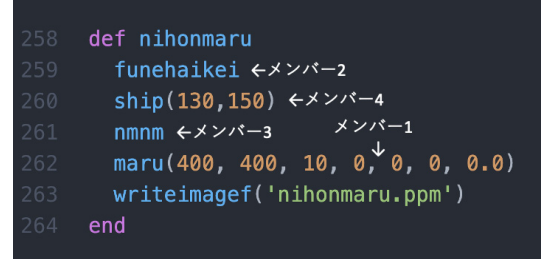 258 def nihonmaru
259 funehaikei ←メンバー2
260 ship(130,150) ←メンバー4
261 nmnm ←メンバー3 メンバー1
↓
262 maru(400, 400, 10, 0, 0, 0, 0.0)
263 writeimagef('nihonmaru.ppm')
264 end